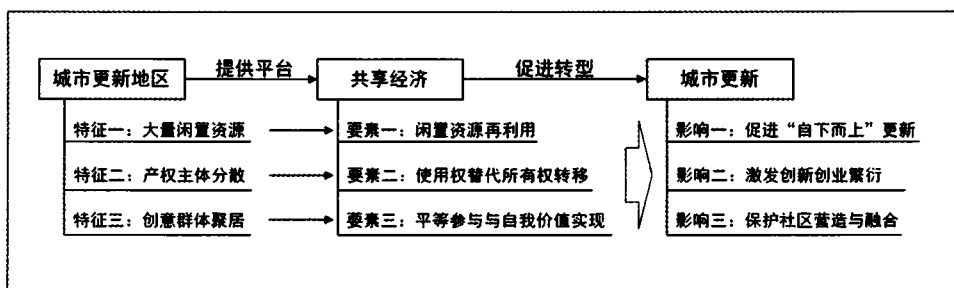 城市更新地区 提供平台 共享经济 促进转型 城市更新
特征一：大量闲置资源 要素一：闲置资源再利用 影响一：促进“自下而上”更新
特征二：产权主体分散 要素二：使用权替代所有权转移 影响二：激发创新创业繁衍
特征三：创意群体聚居 要素三：平等参与与自我价值实现 影响三：保护社区营造与融合